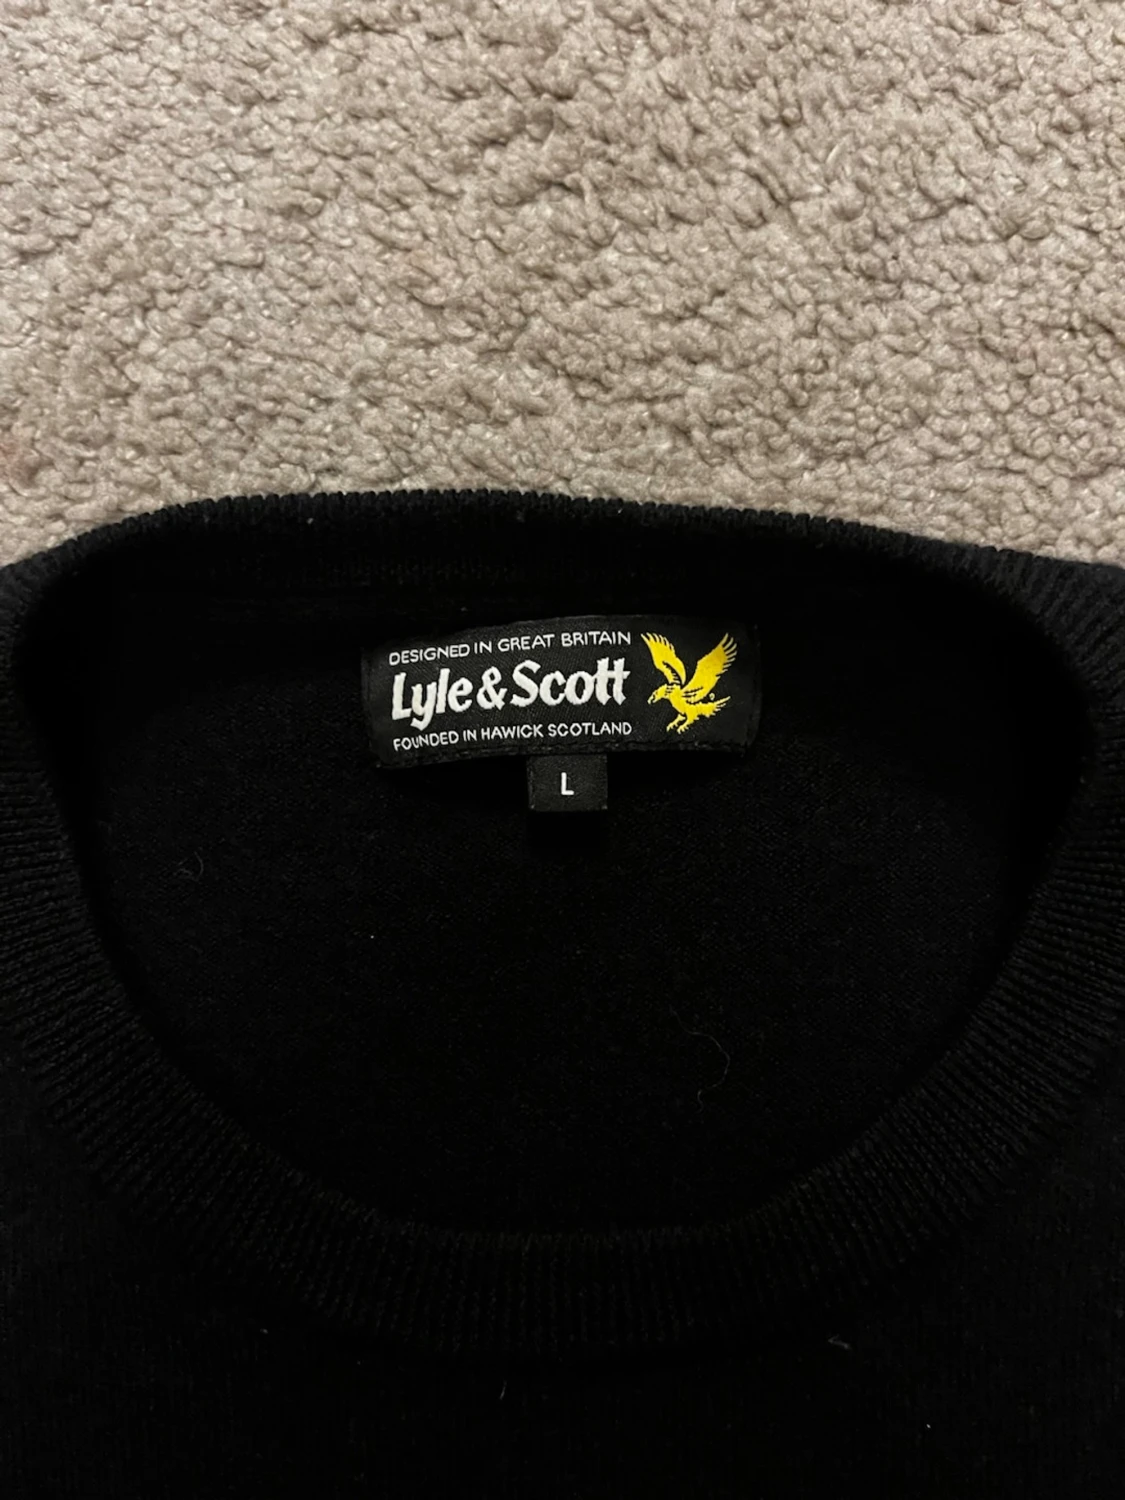 DESIGNED IN GREAT BRITAIN
Lyle & Scott
FOUNDED IN HAWICK SCOTLAND
L